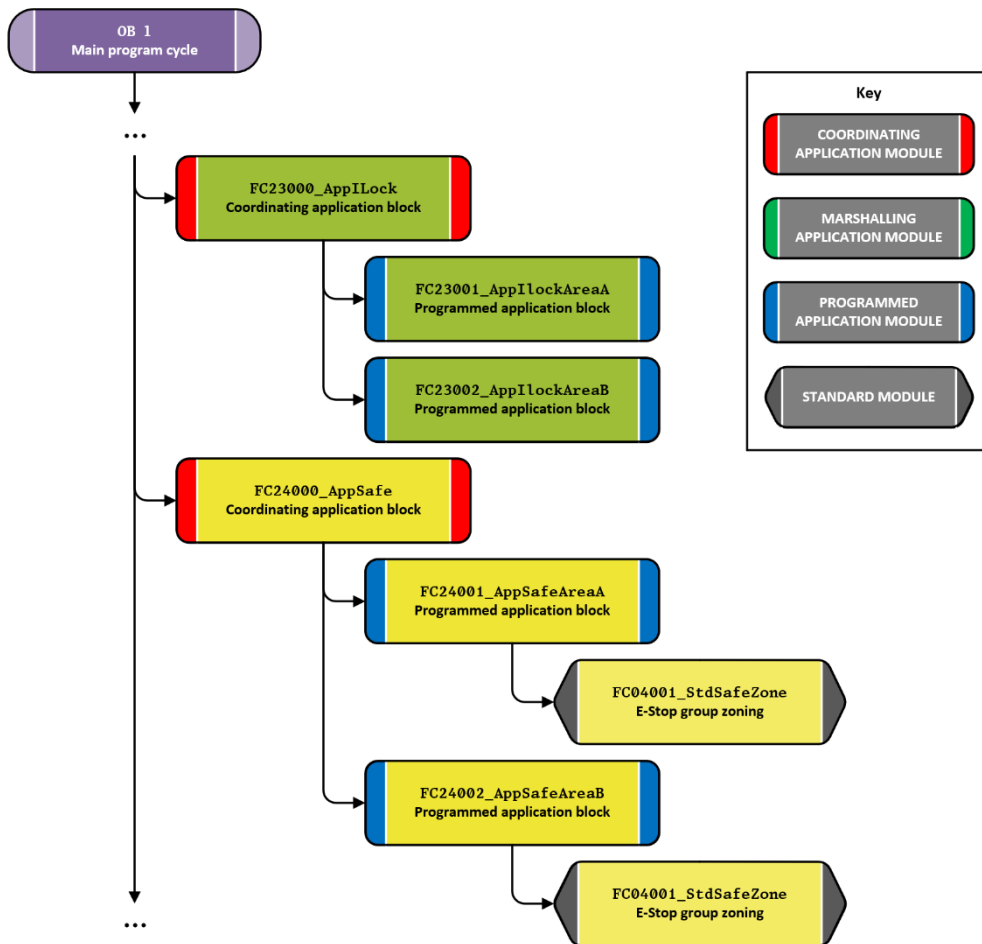 OB 1
Main program cycle
...
FC23000_AppILock
Coordinating application block
FC23001_AppIlockAreaA
Programmed application block
FC23002_AppIlockAreaB
Programmed application block
FC24000_AppSafe
Coordinating application block
FC24001_AppSafeAreaA
Programmed application block
FC04001_StdSafeZone
E-Stop group zoning
FC24002_AppSafeAreaB
Programmed application block
FC04001_StdSafeZone
E-Stop group zoning
...
Key
COORDINATING
APPLICATION MODULE
MARSHALLING
APPLICATION MODULE
PROGRAMMED
APPLICATION MODULE
STANDARD MODULE